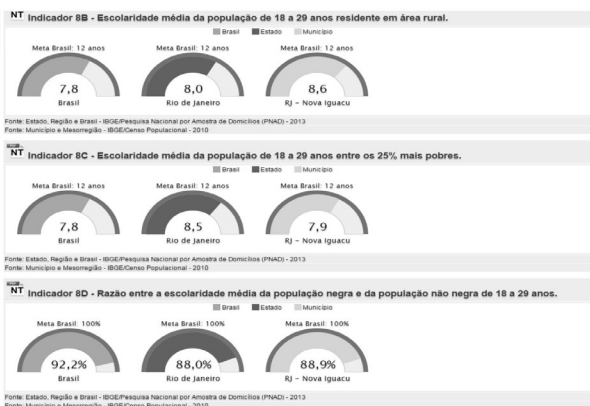 NT Indicador 8B - Escolaridade média da população de 18 a 29 anos residente em área rural.
Brasil Estado Município
Meta Brasil: 12 anos Meta Brasil: 12 anos Meta Brasil: 12 anos
7,8 8,0 8,6
Brasil Rio de Janeiro RJ - Nova Iguacu
Fonte: Estado, Região e Brasil - IBGE/Pesquisa Nacional por Amostra de Domicílios (PNAD) - 2013
Fonte: Município e Mesorregião - IBGE/Censo Populacional - 2010
NT Indicador 8C - Escolaridade média da população de 18 a 29 anos entre os 25% mais pobres.
Brasil Estado Município
Meta Brasil: 12 anos Meta Brasil: 12 anos Meta Brasil: 12 anos
7,8 8,5 7,9
Brasil Rio de Janeiro RJ - Nova Iguacu
Fonte: Estado, Região e Brasil - IBGE/Pesquisa Nacional por Amostra de Domicílios (PNAD) - 2013
Fonte: Município e Mesorregião - IBGE/Censo Populacional - 2010
NT Indicador 8D - Razão entre a escolaridade média da população negra e da população não negra de 18 a 29 anos.
Brasil Estado Município
Meta Brasil: 100% Meta Brasil: 100% Meta Brasil: 100%
92,2% 88,0% 88,9%
Brasil Rio de Janeiro RJ - Nova Iguacu
Fonte: Estado, Região e Brasil - IBGE/Pesquisa Nacional por Amostra de Domicílios (PNAD) - 2013
Fonte: Município e Mesorregião - IBGE/Censo Populacional - 2010